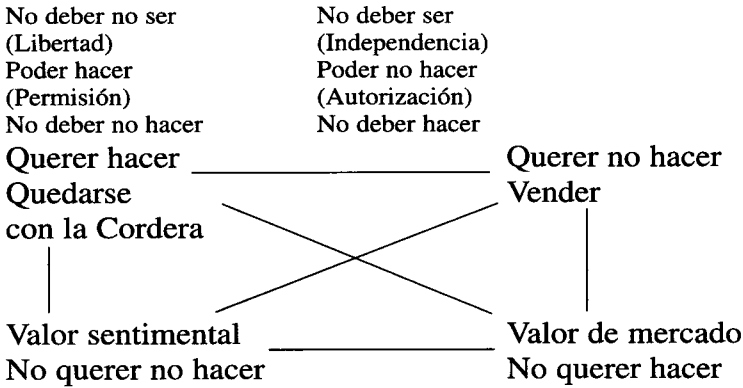 No deber no ser
(Libertad)
Poder hacer
(Permisión)
No deber no hacer
No deber ser
(Independencia)
Poder no hacer
(Autorización)
No deber hacer
Querer hacer
Quedarse
con la Cordera
Querer no hacer
Vender
Valor sentimental
No querer no hacer
Valor de mercado
No querer hacer